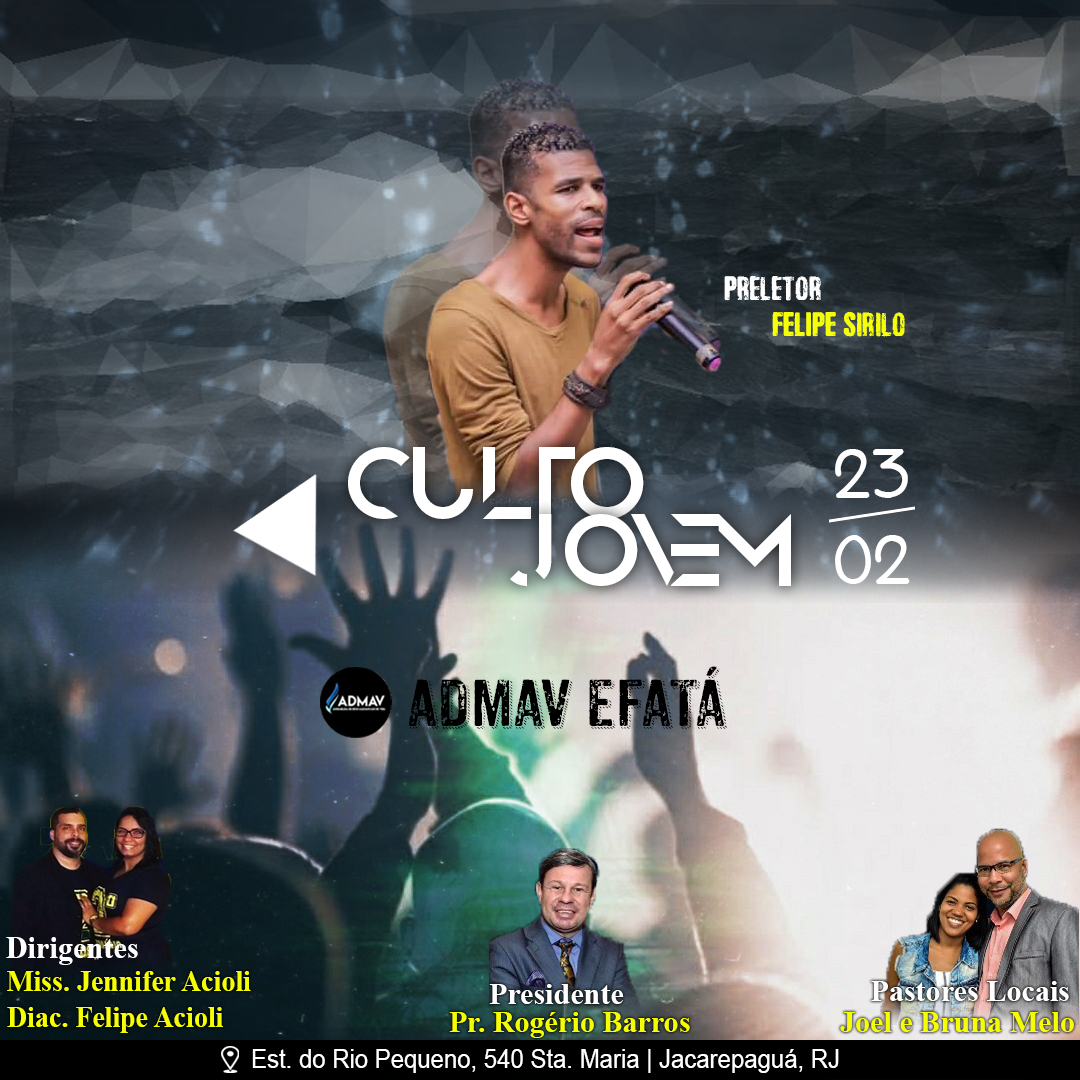 PRELETOR
FELIPE SIRILO
CULTO
JOVEM
23
02
ADMAV
ADMAV EFATÁ
Dirigentes
Miss. Jennifer Acioli
Diac. Felipe Acioli
Presidente
Pr. Rogério Barros
Pastores Locais
Joel e Bruna Melo
Est. do Rio Pequeno, 540 Sta. Maria | Jacarepaguá, RJ